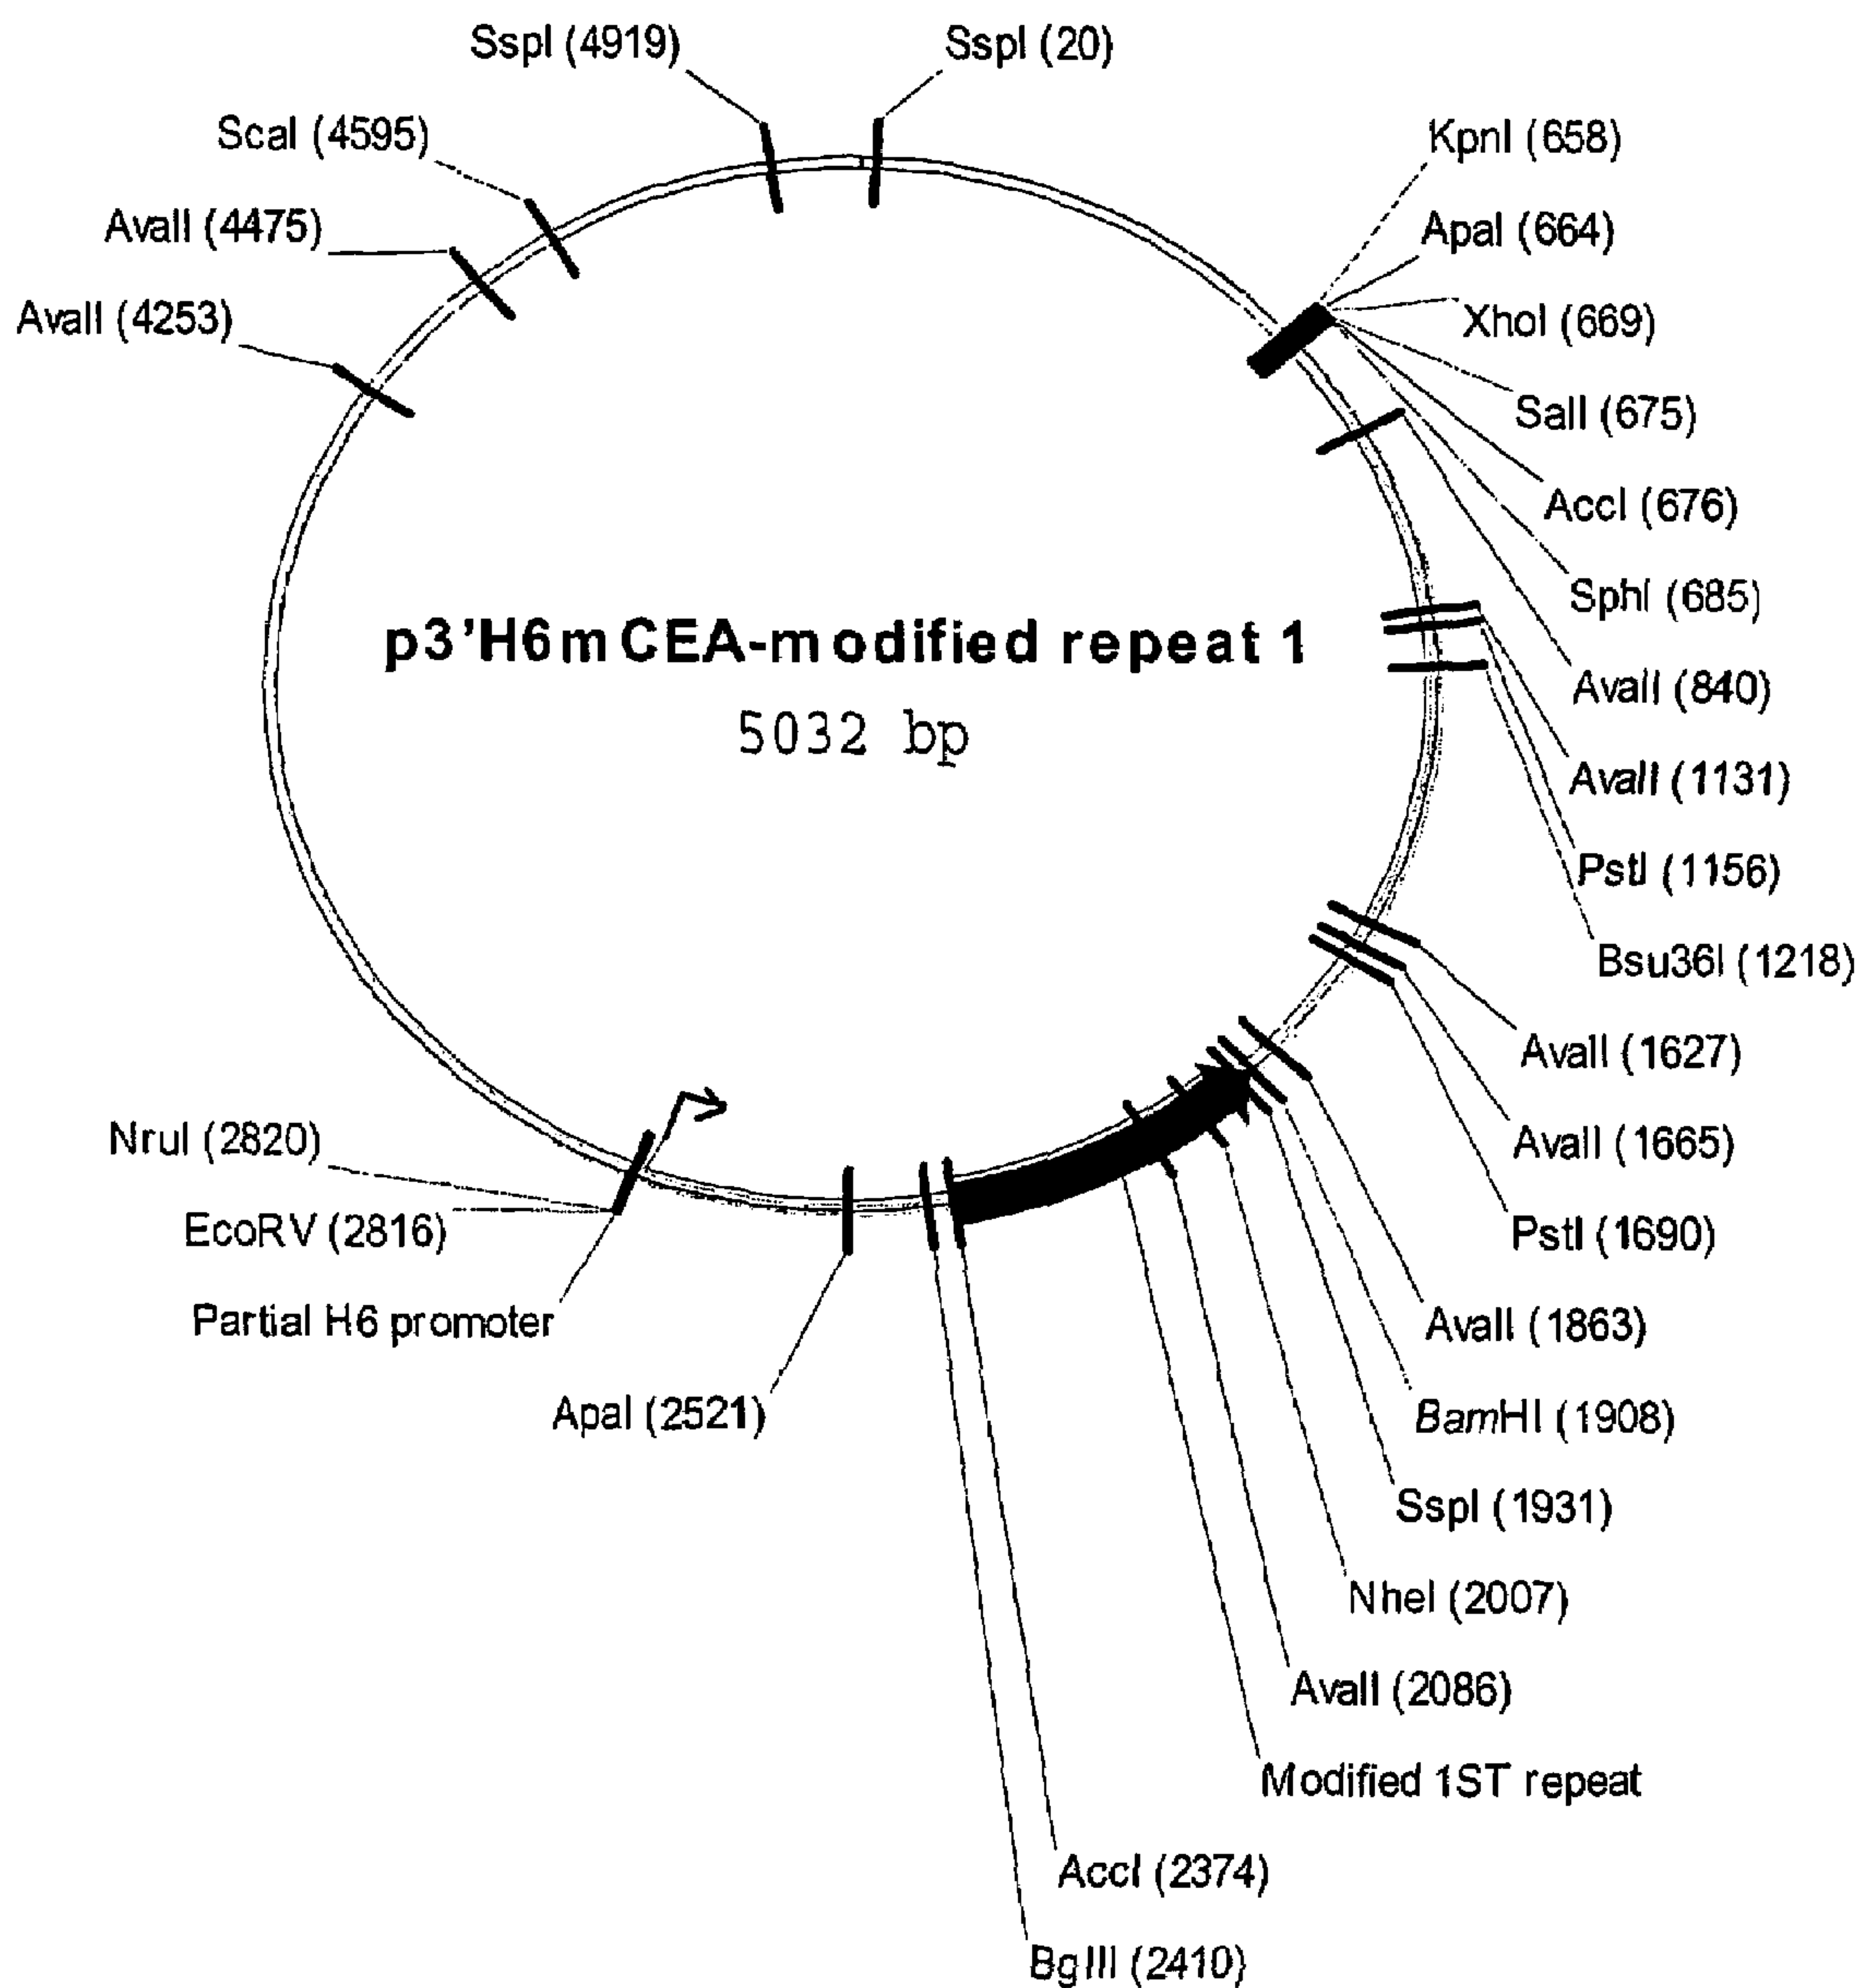 SspI (4919)
SspI (20)
ScaI (4595)
AvaII (4475)
AvaII (4253)
KpnI (658)
ApaI (664)
XhoI (669)
SalI (675)
AccI (676)
SphI (685)
AvaII (840)
AvaII (1131)
PstI (1156)
Bsu36I (1218)
p3'H6mCEA-modified repeat 1
5032 bp
AvaII (1627)
AvaII (1665)
PstI (1690)
AvaII (1863)
BamHI (1908)
SspI (1931)
NheI (2007)
AvaII (2086)
Modified 1ST repeat
AccI (2374)
BglII (2410)
ApaI (2521)
Partial H6 promoter
EcoRV (2816)
NruI (2820)